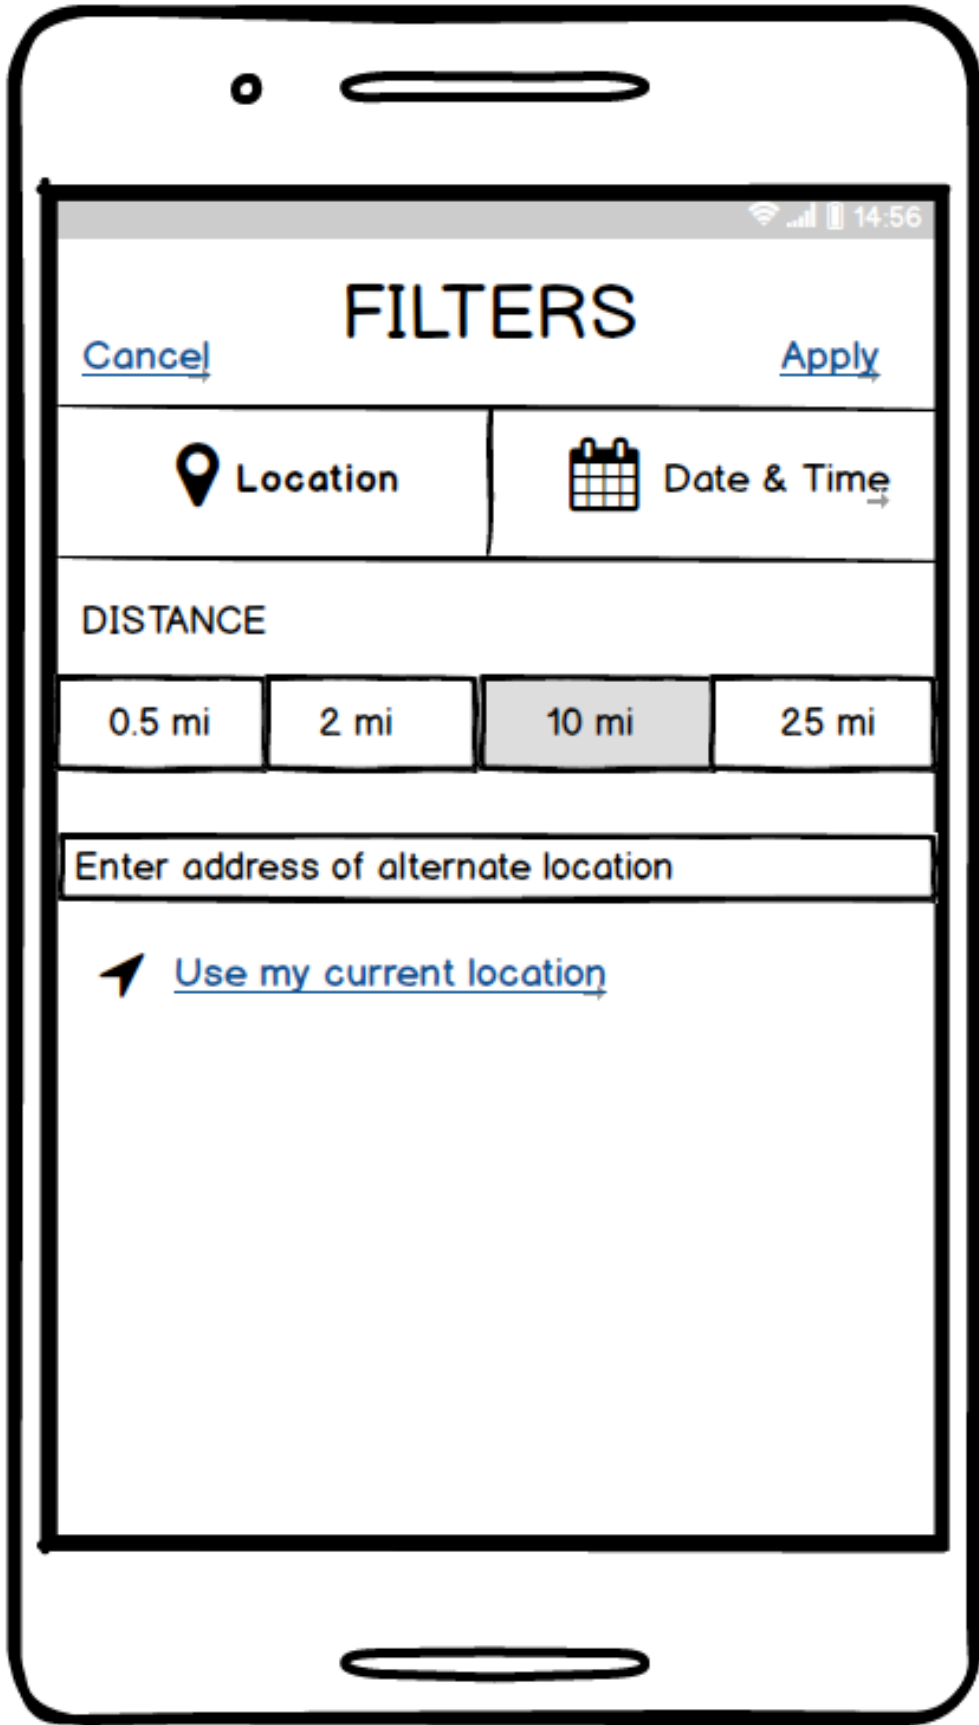 14:56
FILTERS
Cancel Apply
Location Date & Time
DISTANCE
0.5 mi 2 mi 10 mi 25 mi
Enter address of alternate location
Use my current location